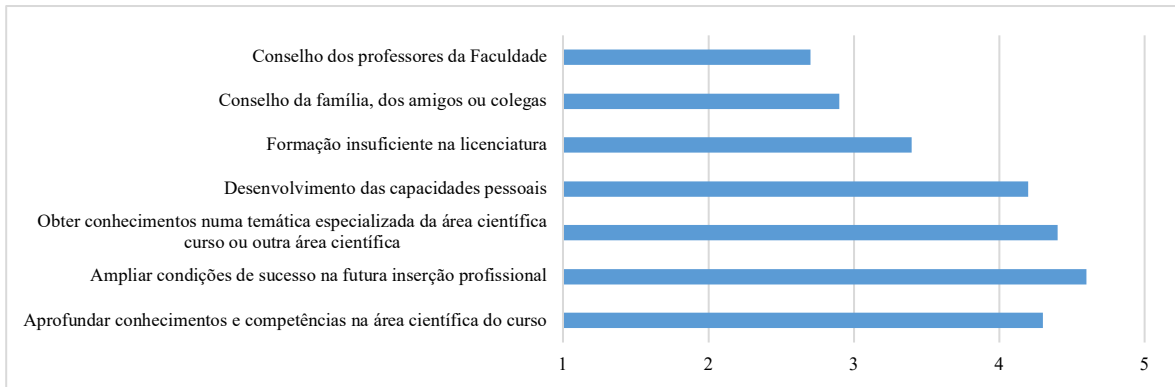 Conselho dos professores da Faculdade
Conselho da família, dos amigos ou colegas
Formação insuficiente na licenciatura
Desenvolvimento das capacidades pessoais
Obter conhecimentos numa temática especializada da área científica
curso ou outra área científica
Ampliar condições de sucesso na futura inserção profissional
Aprofundar conhecimentos e competências na área científica do curso
1 2 3 4 5